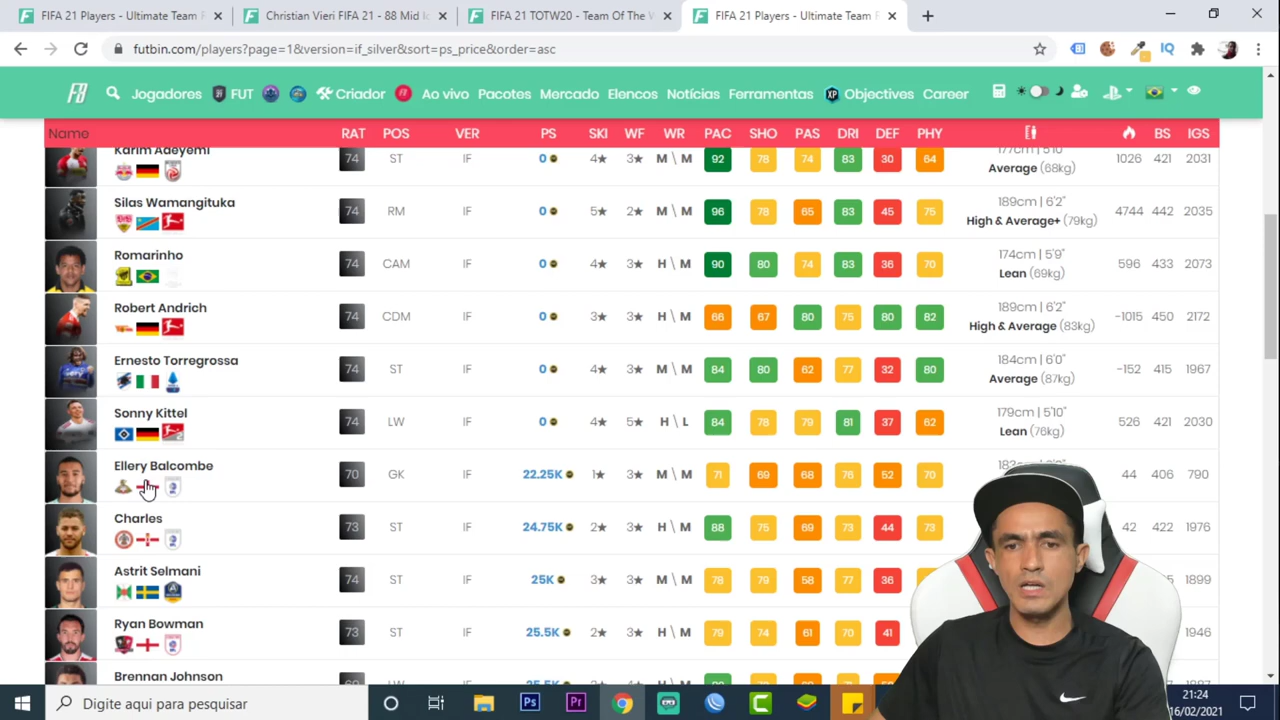 FIFA 21 Players - Ultimate Team
Christian Vieri FIFA 21 - 88 Mid I
FIFA 21 TOTW20 - Team Of The W
FIFA 21 Players - Ultimate Team
futbin.com/players?page=1&version=if_silver&sort=ps_price&order=asc
Jogadores FUT Criador Ao vivo Pacotes Mercado Elencos Notícias Ferramentas XP Objectives Career
Name RAT POS VER PS SKI WF WR PAC SHO PAS DRI DEF PHY BS IGS
Karim Adeyemi 74 ST IF 0 4★ 3★ M \ M 92 78 74 83 30 64 177cm | 5'10" 1026 421 2031
Average (68kg)
Silas Wamangituka 74 RM IF 0 5★ 2★ M \ M 96 78 65 83 45 75 189cm | 6'2" 4744 442 2035
High & Average+ (79kg)
Romarinho 74 CAM IF 0 4★ 3★ H \ M 90 80 74 83 36 70 174cm | 5'9" 596 433 2073
Lean (69kg)
Robert Andrich 74 CDM IF 0 3★ 3★ H \ M 66 67 80 75 80 82 189cm | 6'2" -1015 450 2172
High & Average (83kg)
Ernesto Torregrossa 74 ST IF 0 4★ 3★ M \ M 84 80 62 77 32 80 184cm | 6'0" -152 415 1967
Average (87kg)
Sonny Kittel 74 LW IF 0 4★ 5★ H \ L 84 78 79 81 37 62 179cm | 5'10" 526 421 2030
Lean (76kg)
Ellery Balcombe 70 GK IF 22.25K 1★ 3★ M \ M 71 69 68 76 52 70 44 406 790
Charles 73 ST IF 24.75K 2★ 3★ H \ M 88 75 69 73 44 73 42 422 1976
Astrit Selmani 74 ST IF 25K 3★ 3★ M \ M 78 79 58 77 36 1899
Ryan Bowman 73 ST IF 25.5K 2★ 3★ H \ M 79 74 61 70 41 1946
Brennan Johnson
Digite aqui para pesquisar
21:24
16/02/2021